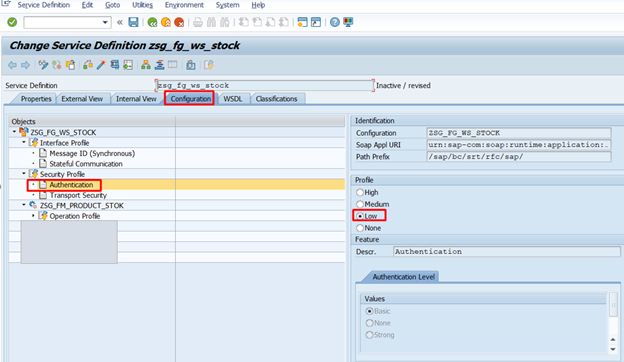 Service Definition Edit Goto Utilities Environment System Help
Change Service Definition zsg_fg_ws_stock
Service Definition zsg_fg_ws_stock Inactive / revised
Properties External View Internal View Configuration WSDL Classifications
Objects
ZSG_FG_WS_STOCK
Interface Profile
Message ID (Synchronous)
Stateful Communication
Security Profile
Authentication
Transport Security
ZSG_FM_PRODUCT_STOK
Operation Profile
Identification
Configuration ZSG_FG_WS_STOCK
Soap Appl URI urn:sap-com:soap:runtime:application:.
Path Prefix /sap/bc/srt/rfc/sap/
Profile
High
Medium
Low
None
Feature
Descr. Authentication
Authentication Level
Values
Basic
None
Strong